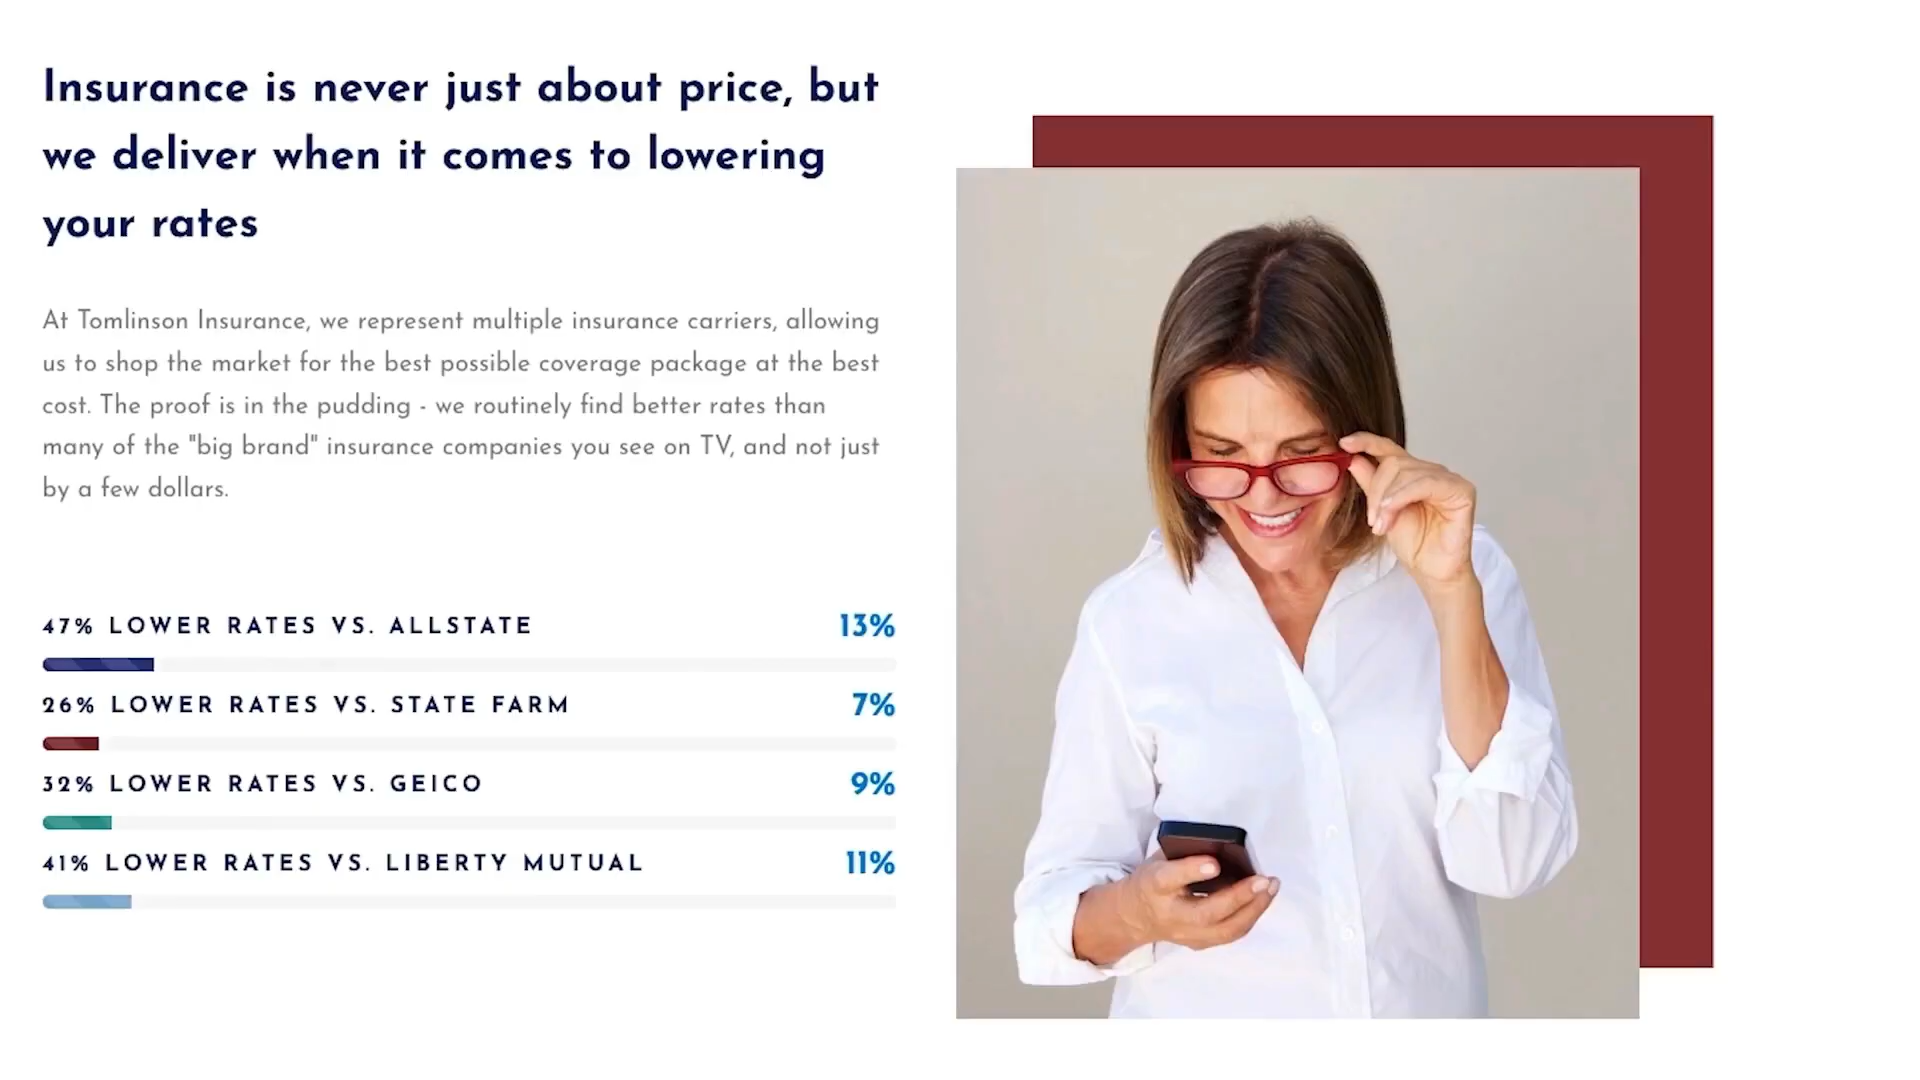 Insurance is never just about price, but
we deliver when it comes to lowering
your rates
At Tomlinson Insurance, we represent multiple insurance carriers, allowing
us to shop the market for the best possible coverage package at the best
cost. The proof is in the pudding - we routinely find better rates than
many of the "big brand" insurance companies you see on TV, and not just
by a few dollars.
47% LOWER RATES VS. ALLSTATE 13%
26% LOWER RATES VS. STATE FARM 7%
32% LOWER RATES VS. GEICO 9%
41% LOWER RATES VS. LIBERTY MUTUAL 11%